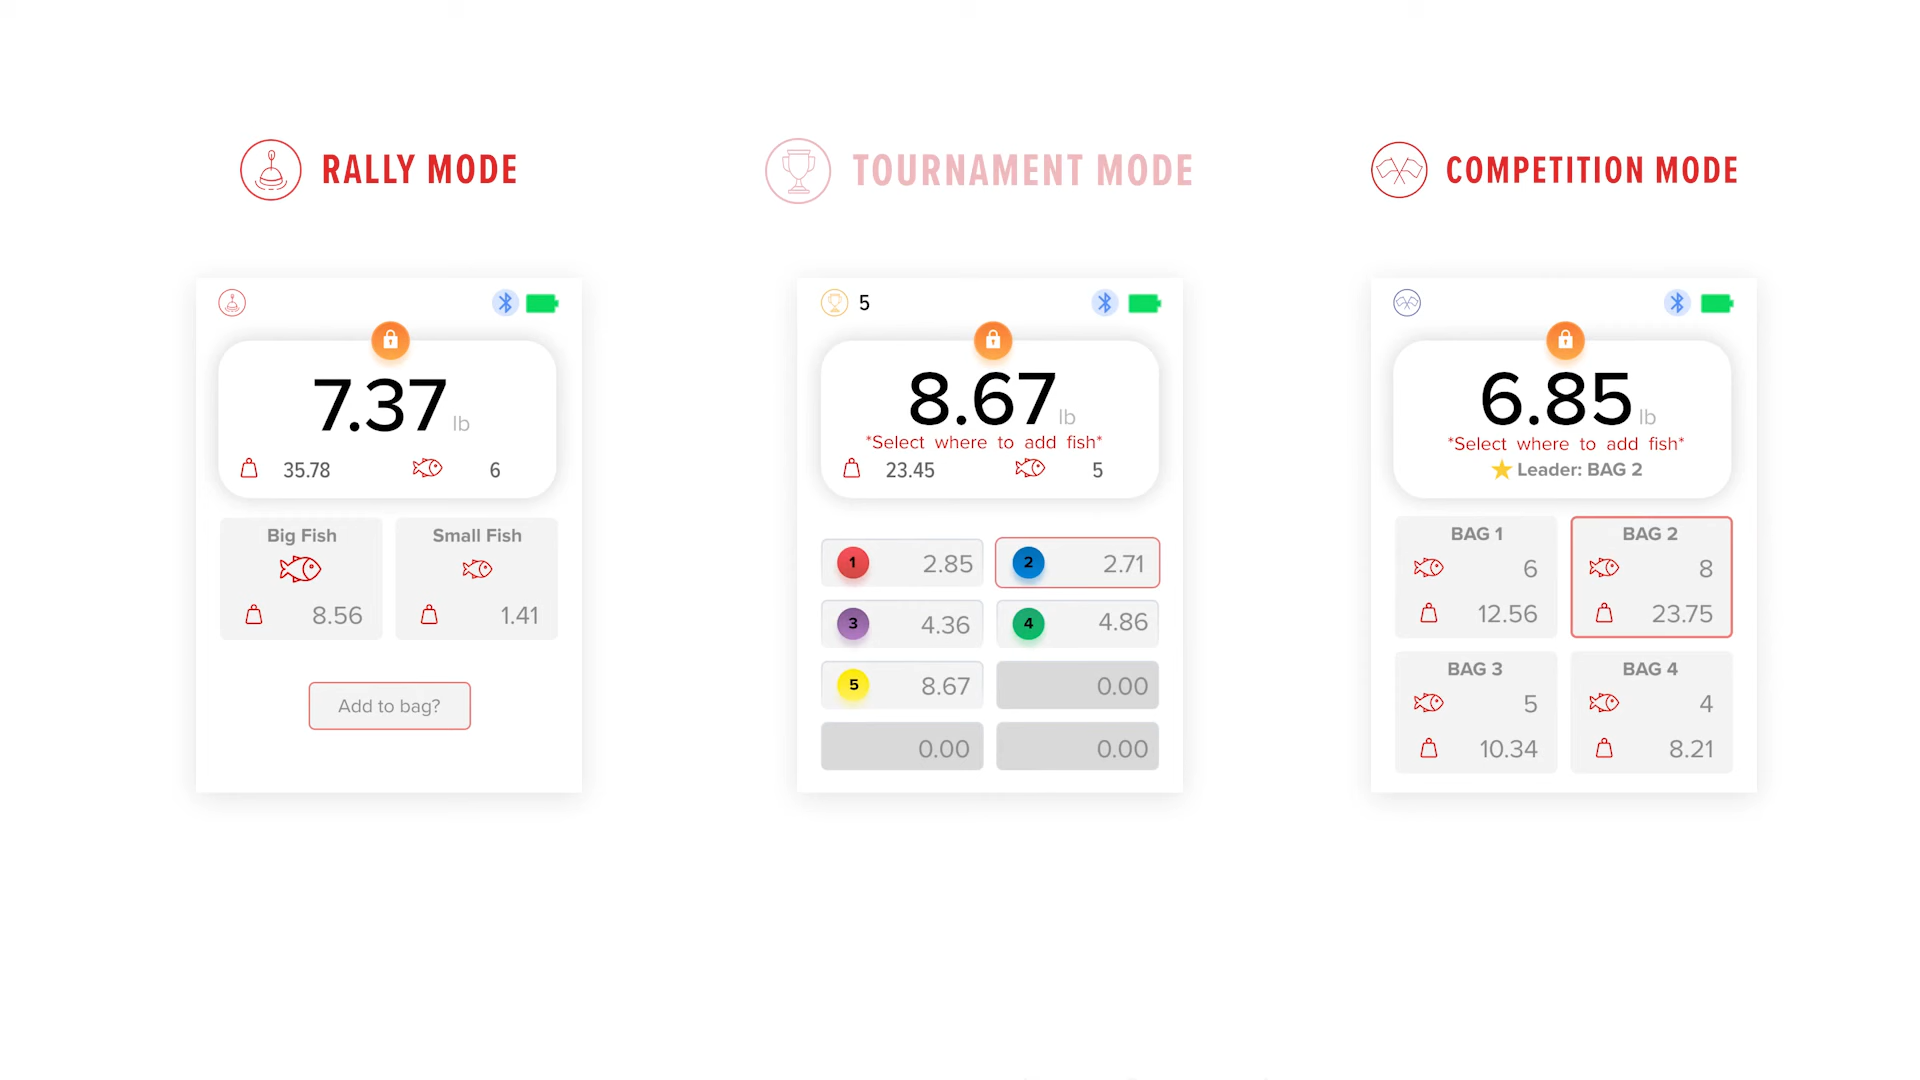 RALLY MODE
7.37 lb
35.78 6
Big Fish Small Fish
8.56 1.41
Add to bag?
TOURNAMENT MODE
5
8.67 lb
*Select where to add fish*
23.45 5
1 2.85 2 2.71
3 4.36 4 4.86
5 8.67 0.00
0.00 0.00
COMPETITION MODE
6.85 lb
*Select where to add fish*
Leader: BAG 2
BAG 1 BAG 2
6 8
12.56 23.75
BAG 3 BAG 4
5 4
10.34 8.21